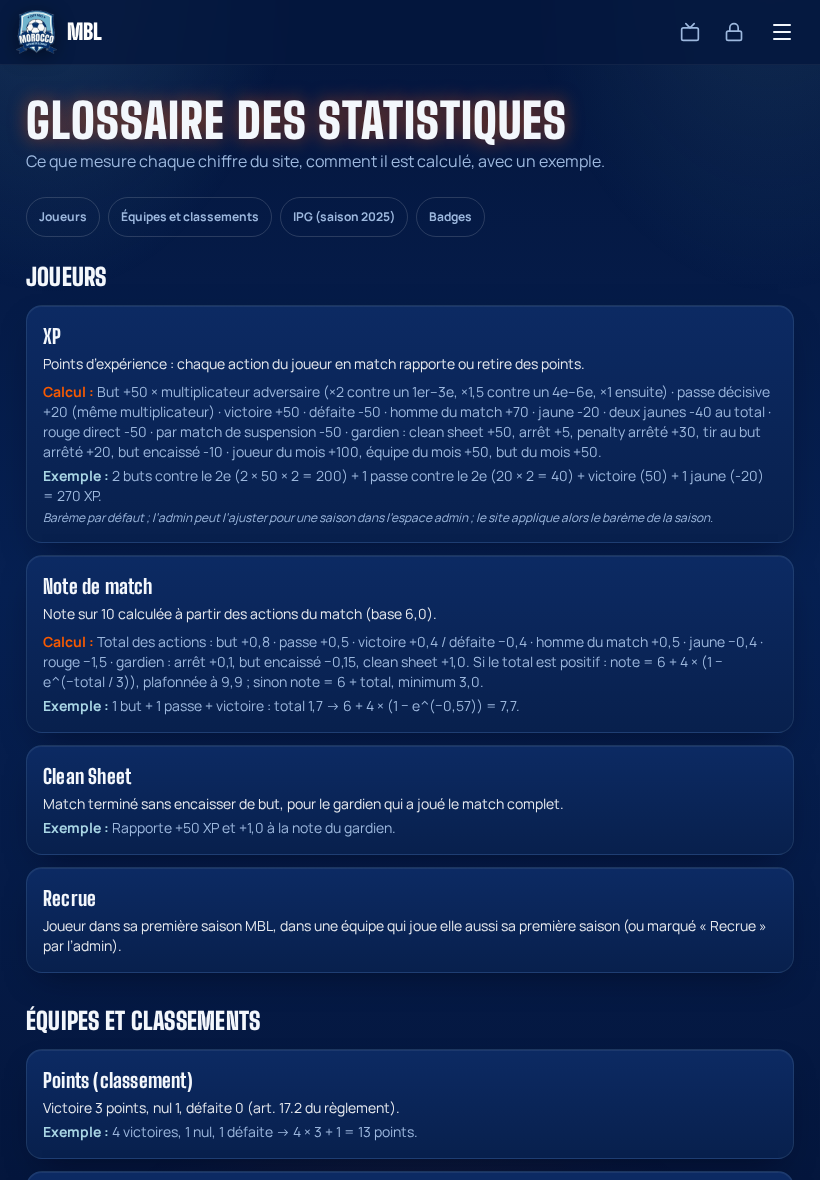 MOROCCO
MBL
GLOSSAIRE DES STATISTIQUES
Ce que mesure chaque chiffre du site, comment il est calculé, avec un exemple.
Joueurs
Équipes et classements
IPG (saison 2025)
Badges
JOUEURS
XP
Points d'expérience : chaque action du joueur en match rapporte ou retire des points.
Calcul : But +50 × multiplicateur adversaire (×2 contre un 1er–3e, ×1,5 contre un 4e–6e, ×1 ensuite) · passe décisive
+20 (même multiplicateur) · victoire +50 · défaite -50 · homme du match +70 · jaune -20 · deux jaunes -40 au total ·
rouge direct -50 · par match de suspension -50 · gardien : clean sheet +50, arrêt +5, penalty arrêté +30, tir au but
arrêté +20, but encaissé -10 · joueur du mois +100, équipe du mois +50, but du mois +50.
Exemple : 2 buts contre le 2e (2 × 50 × 2 = 200) + 1 passe contre le 2e (20 × 2 = 40) + victoire (50) + 1 jaune (-20)
= 270 XP.
Barème par défaut ; l'admin peut l'ajuster pour une saison dans l'espace admin ; le site applique alors le barème de la saison.
Note de match
Note sur 10 calculée à partir des actions du match (base 6,0).
Calcul : Total des actions : but +0,8 · passe +0,5 · victoire +0,4 / défaite −0,4 · homme du match +0,5 · jaune −0,4 ·
rouge −1,5 · gardien : arrêt +0,1, but encaissé −0,15, clean sheet +1,0. Si le total est positif : note = 6 + 4 × (1 −
e^(−total / 3)), plafonnée à 9,9 ; sinon note = 6 + total, minimum 3,0.
Exemple : 1 but + 1 passe + victoire : total 1,7 → 6 + 4 × (1 − e^(−0,57)) = 7,7.
Clean Sheet
Match terminé sans encaisser de but, pour le gardien qui a joué le match complet.
Exemple : Rapporte +50 XP et +1,0 à la note du gardien.
Recrue
Joueur dans sa première saison MBL, dans une équipe qui joue elle aussi sa première saison (ou marqué « Recrue »
par l'admin).
ÉQUIPES ET CLASSEMENTS
Points (classement)
Victoire 3 points, nul 1, défaite 0 (art. 17.2 du règlement).
Exemple : 4 victoires, 1 nul, 1 défaite → 4 × 3 + 1 = 13 points.